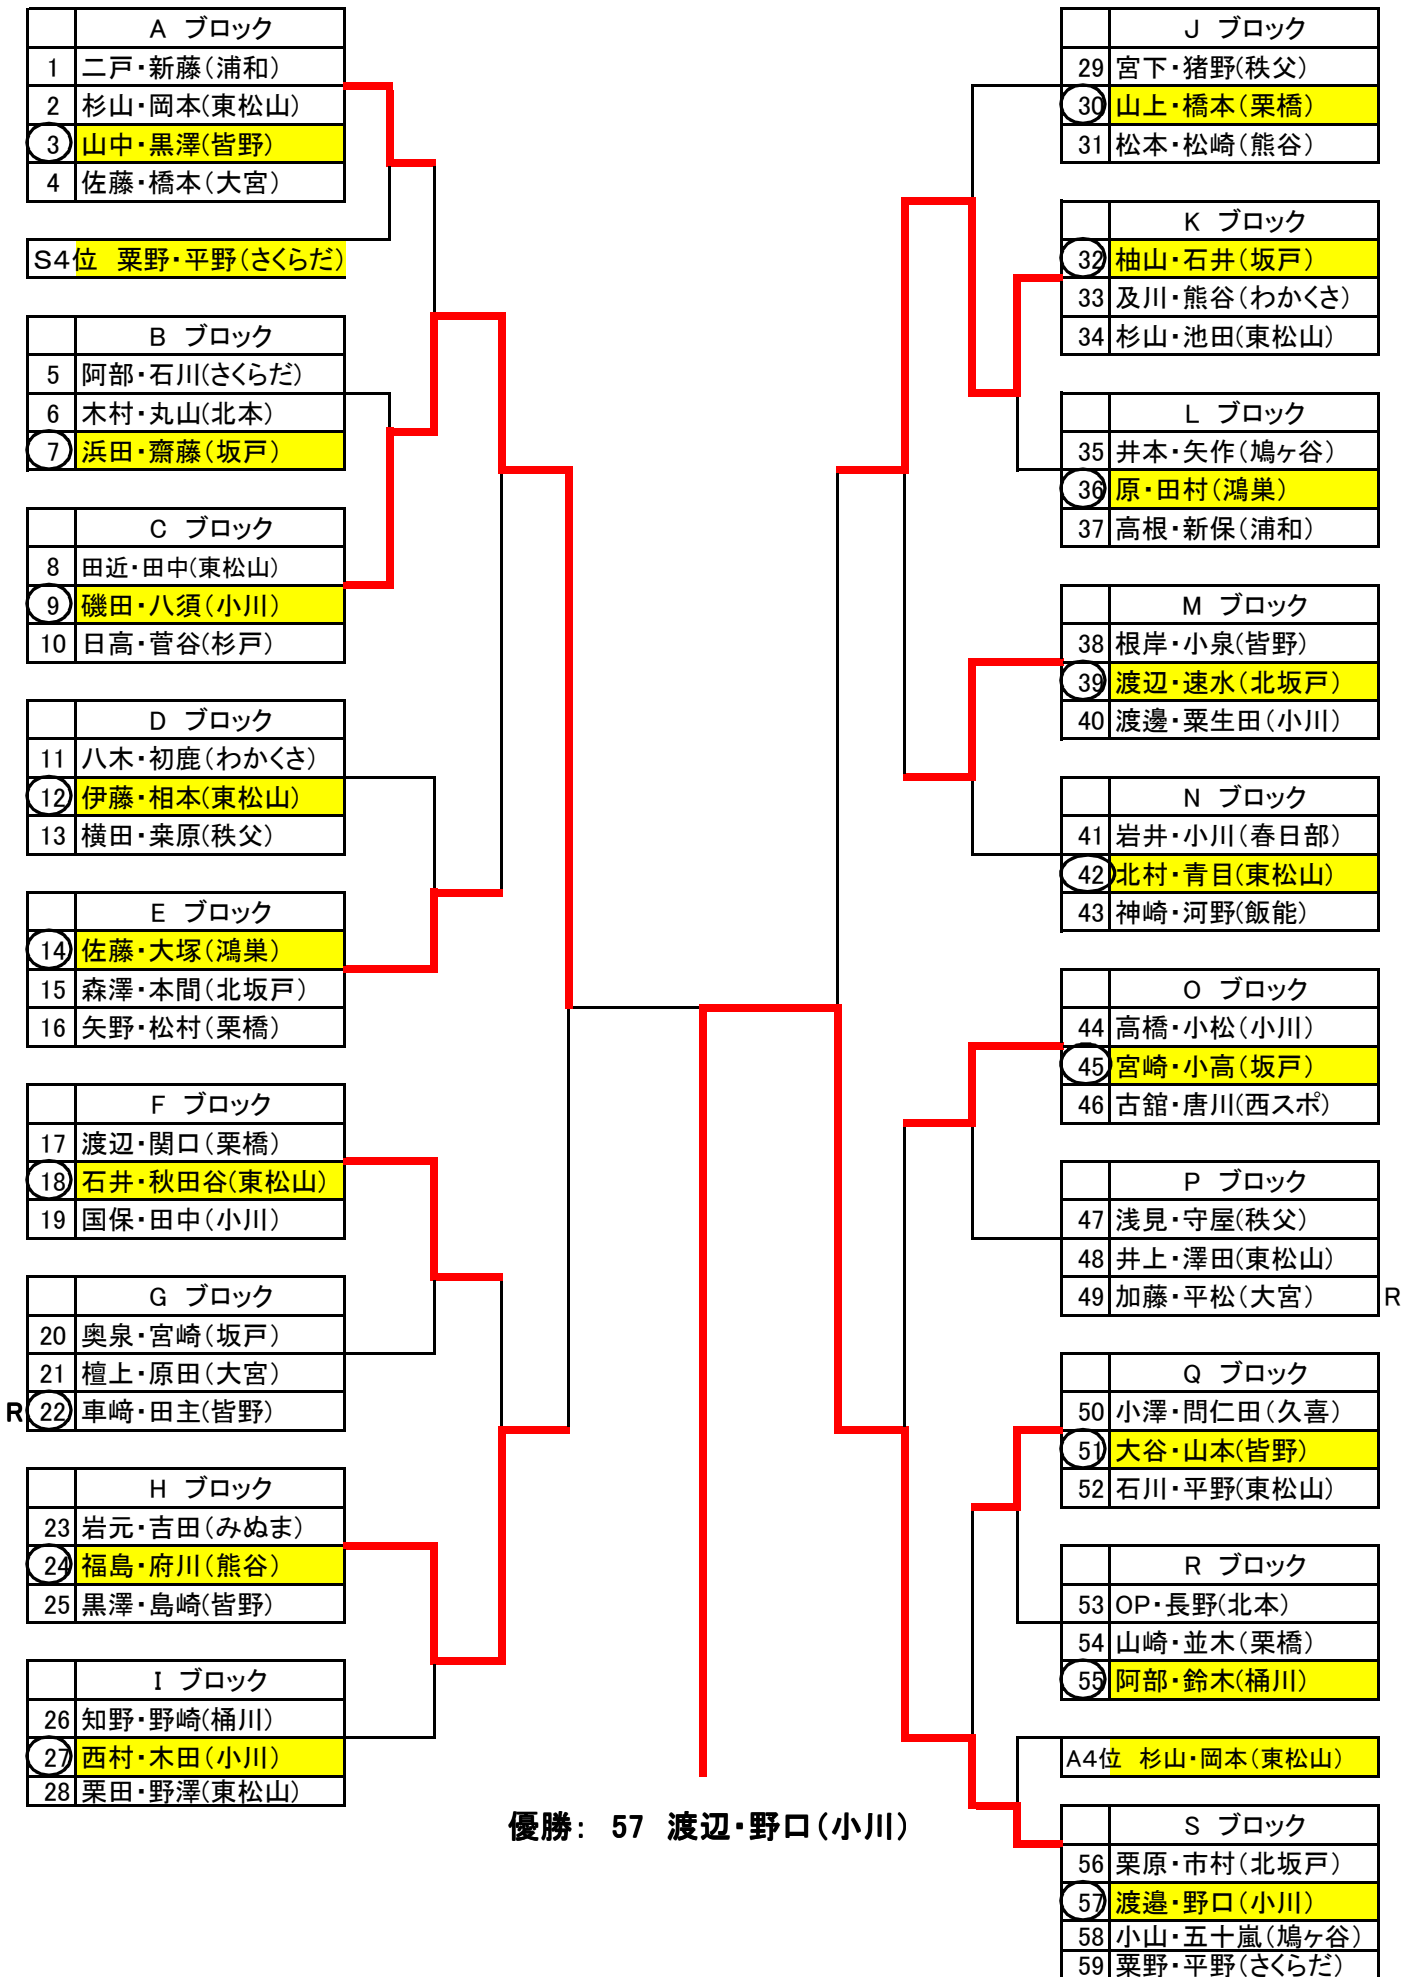 A ブロック
1 二戸・新藤(浦和)
2 杉山・岡本(東松山)
3 山中・黒澤(皆野)
4 佐藤・橋本(大宮)
S4位 粟野・平野(さくらだ)
B ブロック
5 阿部・石川(さくらだ)
6 木村・丸山(北本)
7 浜田・齋藤(坂戸)
C ブロック
8 田近・田中(東松山)
9 磯田・八須(小川)
10 日高・菅谷(杉戸)
D ブロック
11 八木・初鹿(わかくさ)
12 伊藤・相本(東松山)
13 横田・桒原(秩父)
E ブロック
14 佐藤・大塚(鴻巣)
15 森澤・本間(北坂戸)
16 矢野・松村(栗橋)
F ブロック
17 渡辺・関口(栗橋)
18 石井・秋田谷(東松山)
19 国保・田中(小川)
G ブロック
20 奥泉・宮崎(坂戸)
21 檀上・原田(大宮)
R 22 車﨑・田主(皆野)
H ブロック
23 岩元・吉田(みぬま)
24 福島・府川(熊谷)
25 黒澤・島崎(皆野)
I ブロック
26 知野・野崎(桶川)
27 西村・木田(小川)
28 栗田・野澤(東松山)
J ブロック
29 宮下・猪野(秩父)
30 山上・橋本(栗橋)
31 松本・松崎(熊谷)
K ブロック
32 柚山・石井(坂戸)
33 及川・熊谷(わかくさ)
34 杉山・池田(東松山)
L ブロック
35 井本・矢作(鳩ヶ谷)
36 原・田村(鴻巣)
37 高根・新保(浦和)
M ブロック
38 根岸・小泉(皆野)
39 渡辺・速水(北坂戸)
40 渡邊・粟生田(小川)
N ブロック
41 岩井・小川(春日部)
42 北村・青目(東松山)
43 神崎・河野(飯能)
O ブロック
44 高橋・小松(小川)
45 宮崎・小高(坂戸)
46 古舘・唐川(西スポ)
P ブロック
47 浅見・守屋(秩父)
48 井上・澤田(東松山)
49 加藤・平松(大宮) R
Q ブロック
50 小澤・問仁田(久喜)
51 大谷・山本(皆野)
52 石川・平野(東松山)
R ブロック
53 OP・長野(北本)
54 山崎・並木(栗橋)
55 阿部・鈴木(桶川)
A4位 杉山・岡本(東松山)
S ブロック
56 栗原・市村(北坂戸)
57 渡邉・野口(小川)
58 小山・五十嵐(鳩ヶ谷)
59 粟野・平野(さくらだ)
優勝: 57 渡辺・野口(小川)